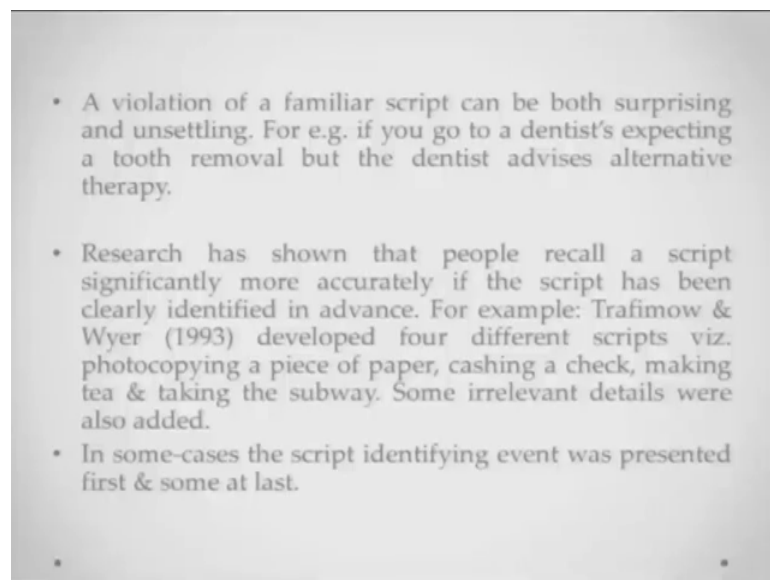 • A violation of a familiar script can be both surprising
and unsettling. For e.g. if you go to a dentist's expecting
a tooth removal but the dentist advises alternative
therapy.
• Research has shown that people recall a script
significantly more accurately if the script has been
clearly identified in advance. For example: Trafimow &
Wyer (1993) developed four different scripts viz.
photocopying a piece of paper, cashing a check, making
tea & taking the subway. Some irrelevant details were
also added.
• In some-cases the script identifying event was presented
first & some at last.